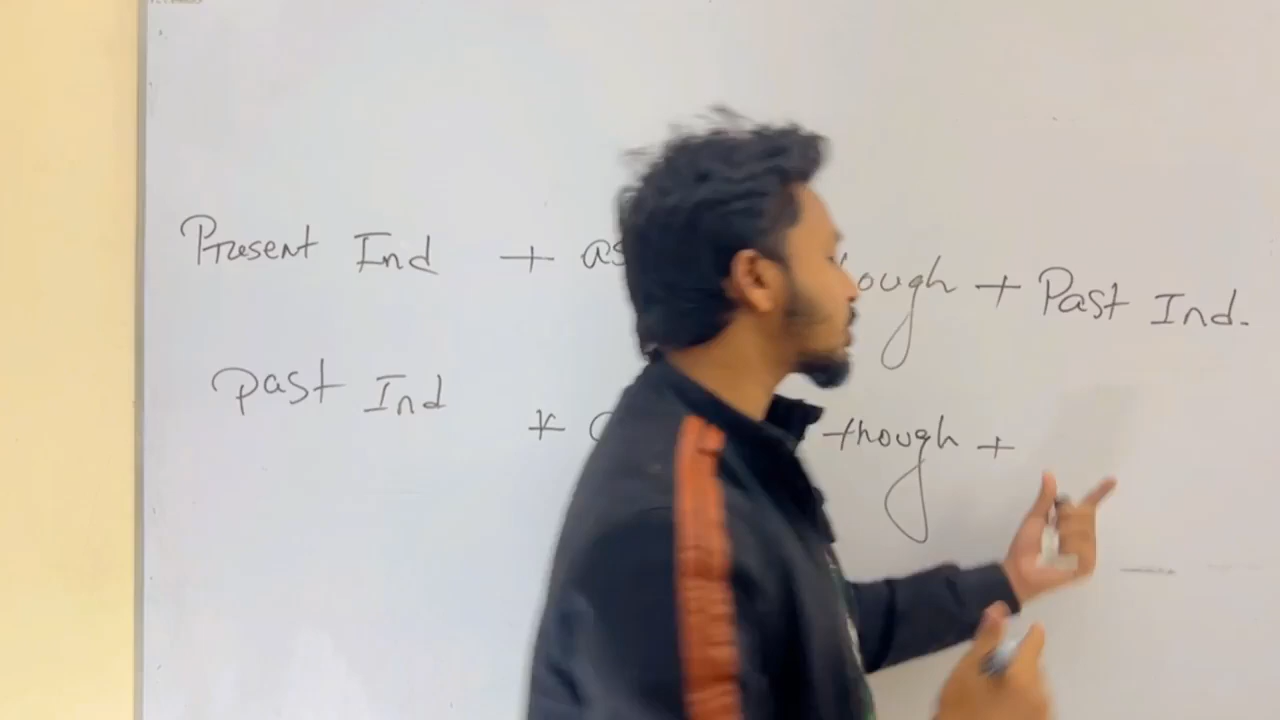 Present Ind + as though + Past Ind.
Past Ind + though +